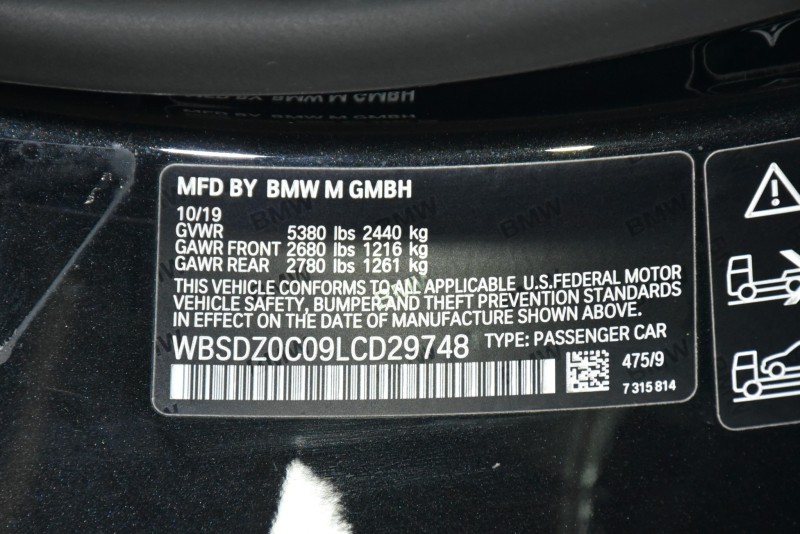 MFD BY BMW M GMBH
10/19
GVWR 5380 lbs 2440 kg
GAWR FRONT 2680 lbs 1216 kg
GAWR REAR 2780 lbs 1261 kg
THIS VEHICLE CONFORMS TO ALL APPLICABLE U.S.FEDERAL MOTOR
VEHICLE SAFETY, BUMPER AND THEFT PREVENTION STANDARDS
IN EFFECT ON THE DATE OF MANUFACTURE SHOWN ABOVE.
WBSDZ0C09LCD29748 TYPE: PASSENGER CAR
475/9
7 315 814